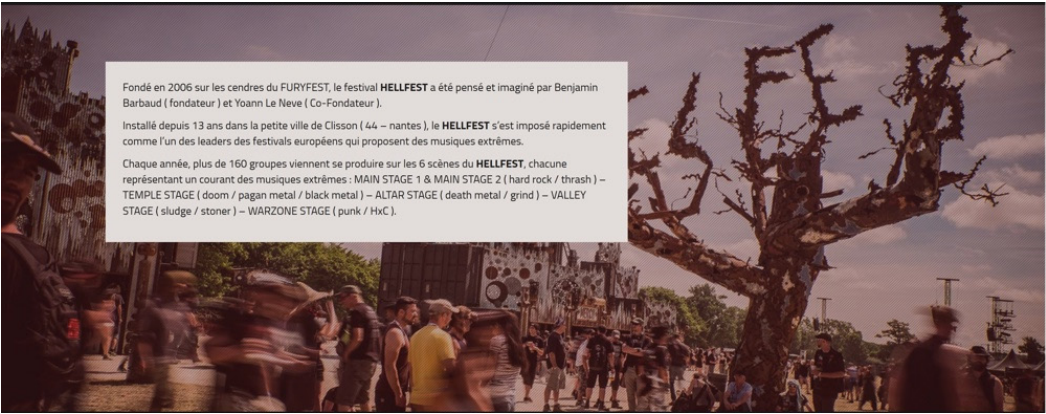 Fondé en 2006 sur les cendres du FURYFEST, le festival HELLFEST a été pensé et imaginé par Benjamin
Barbaud ( fondateur ) et Yoann Le Neve ( Co-Fondateur ).
Installé depuis 13 ans dans la petite ville de Clisson ( 44 – nantes ), le HELLFEST s’est imposé rapidement
comme l’un des leaders des festivals européens qui proposent des musiques extrêmes.
Chaque année, plus de 160 groupes viennent se produire sur les 6 scènes du HELLFEST, chacune
représentant un courant des musiques extrêmes : MAIN STAGE 1 & MAIN STAGE 2 ( hard rock / thrash ) –
TEMPLE STAGE ( doom / pagan metal / black metal ) – ALTAR STAGE ( death metal / grind ) – VALLEY
STAGE ( sludge / stoner ) – WARZONE STAGE ( punk / HxC ).